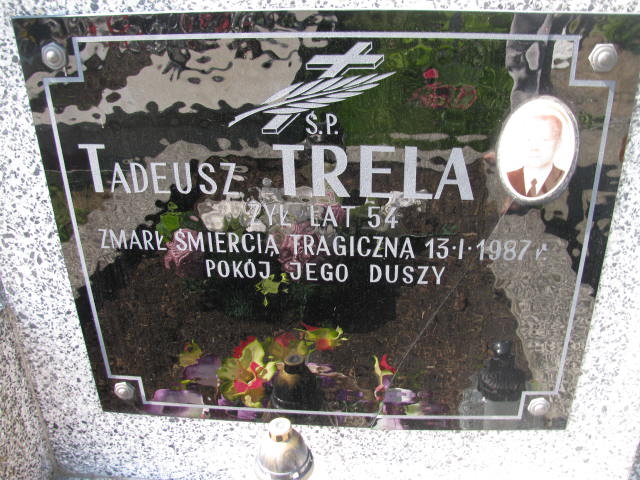 Ś.P.
TADEUSZ TRELA
ŻYŁ LAT 54
ZMARŁ ŚMIERCIĄ TRAGICZNĄ 13·I·1987 r.
POKÓJ JEGO DUSZY